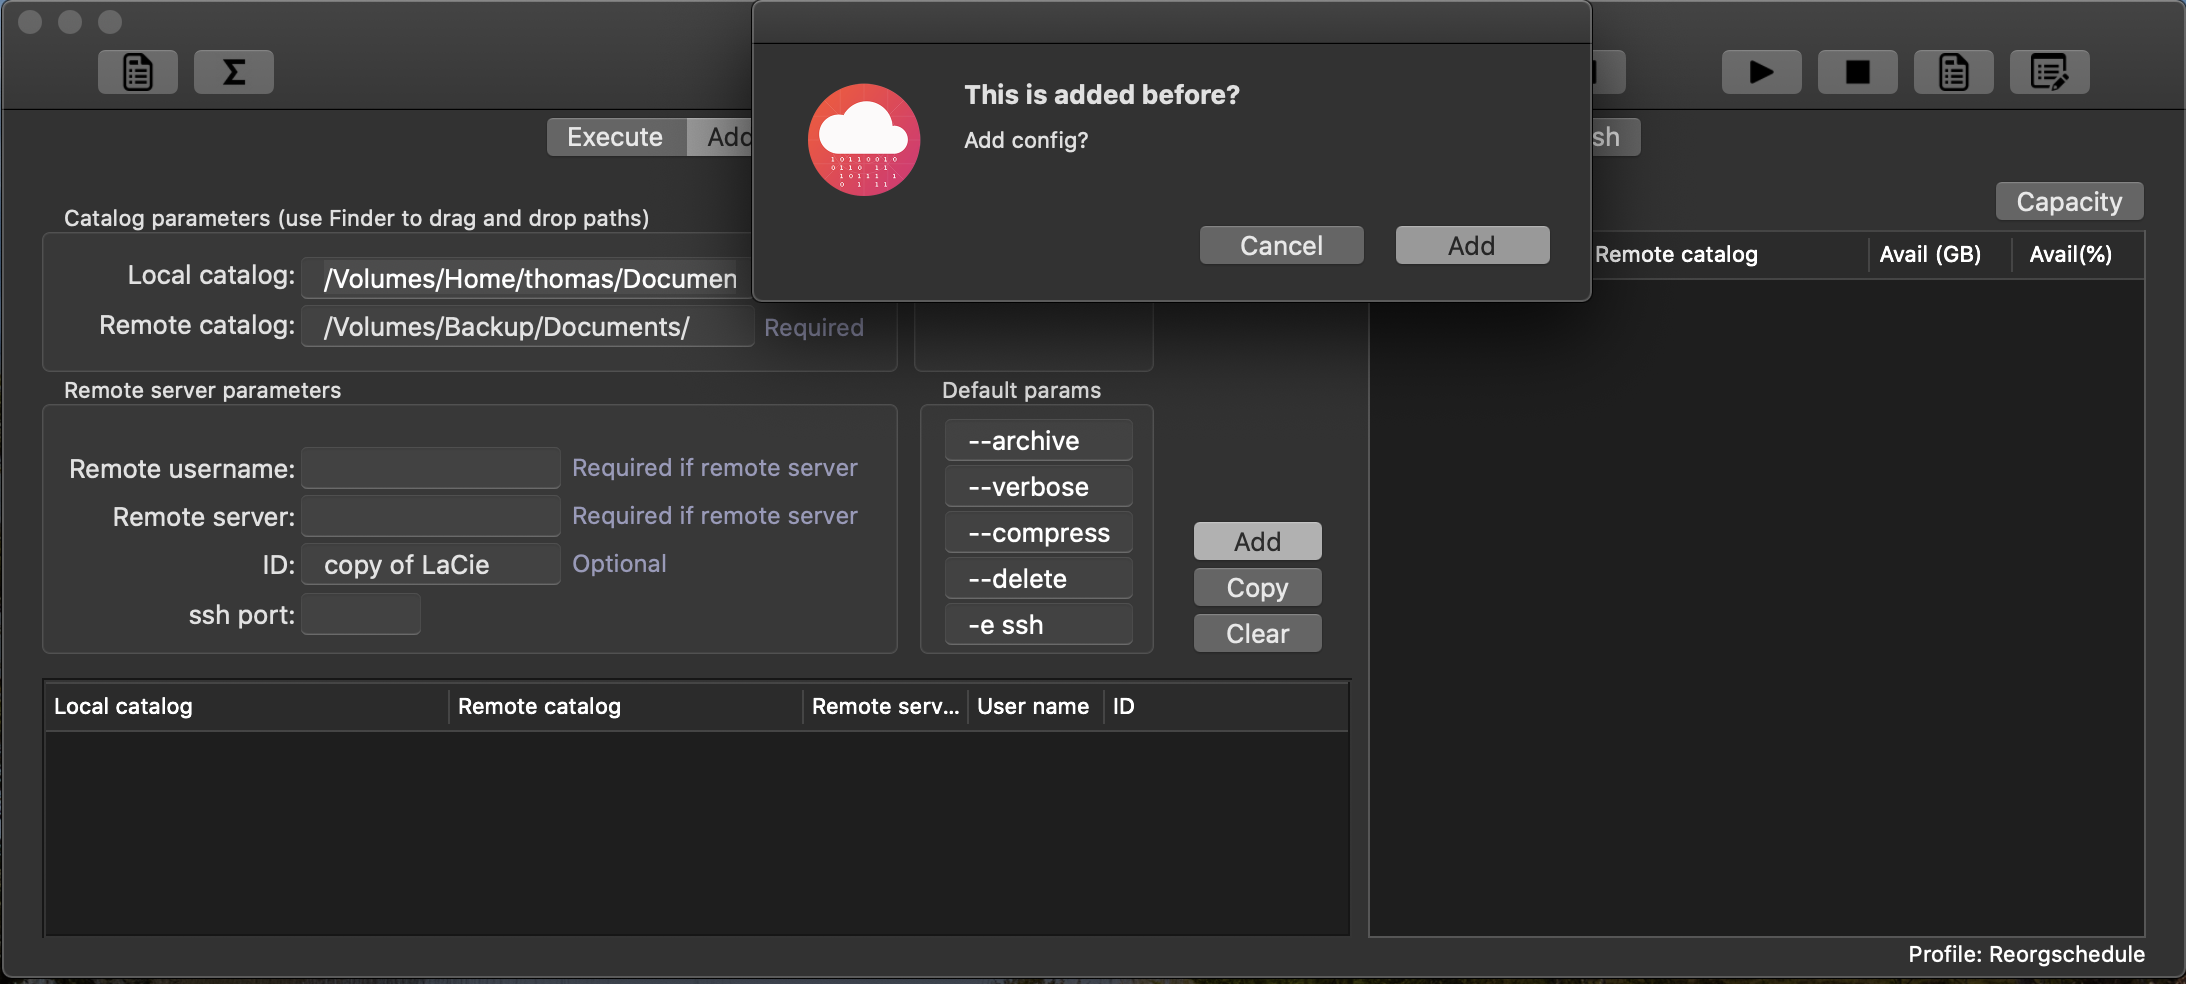 This is added before?
Add config?
Cancel
Add
Execute
Add
sh
Capacity
Catalog parameters (use Finder to drag and drop paths)
Local catalog: /Volumes/Home/thomas/Documen
Remote catalog: /Volumes/Backup/Documents/ Required
Remote server parameters
Remote username: Required if remote server
Remote server: Required if remote server
ID: copy of LaCie Optional
ssh port:
Default params
--archive
--verbose
--compress
--delete
-e ssh
Add
Copy
Clear
Remote catalog Avail (GB) Avail(%)
Local catalog Remote catalog Remote serv... User name ID
Profile: Reorgschedule